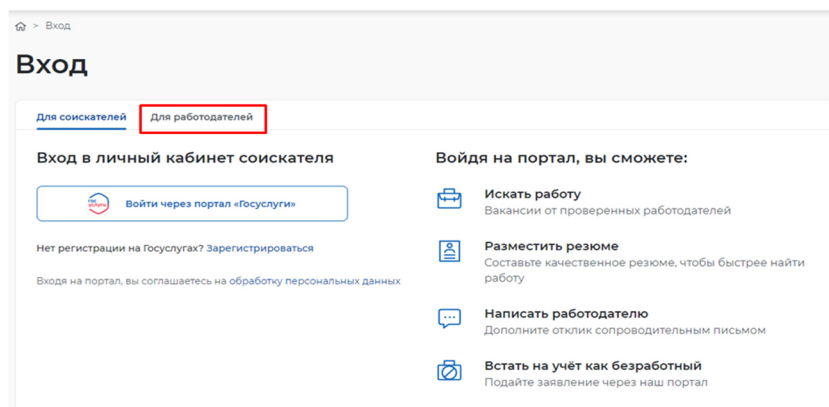 > Вход
Вход
Для соискателей Для работодателей
Вход в личный кабинет соискателя
госуслуги Войти через портал «Госуслуги»
Нет регистрации на Госуслугах? Зарегистрироваться
Входя на портал, вы соглашаетесь на обработку персональных данных
Войдя на портал, вы сможете:
Искать работу
Вакансии от проверенных работодателей
Разместить резюме
Составьте качественное резюме, чтобы быстрее найти
работу
Написать работодателю
Дополните отклик сопроводительным письмом
Встать на учёт как безработный
Подайте заявление через наш портал